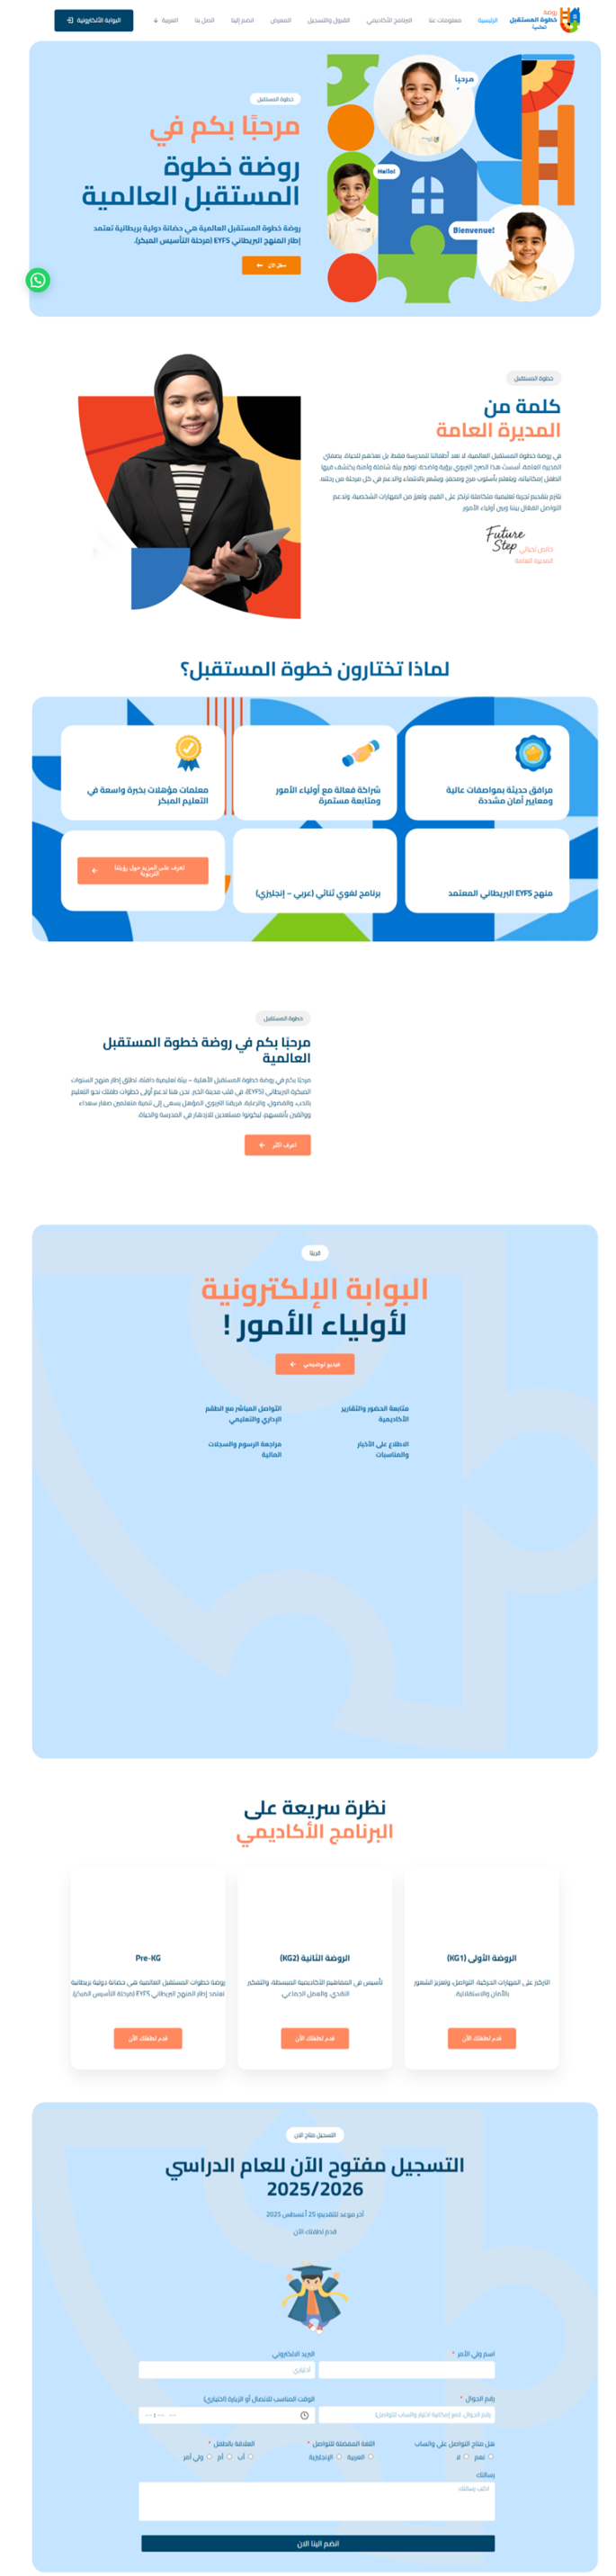 روضة
خطوة المستقبل
العالمية
الرئيسية
معلومات عنا
البرنامج الأكاديمي
القبول والتسجيل
المعرض
انضم إلينا
اتصل بنا
العربية
البوابة الألكترونية
خطوة المستقبل
مرحبًا بكم في
روضة خطوة
المستقبل العالمية
روضة خطوة المستقبل العالمية هي حضانة دولية بريطانية تعتمد
إطار المنهج البريطاني EYFS (مرحلة التأسيس المبكر).
سجل الآن
مرحبا
Hello!
Bienvenue!
خطوة المستقبل
كلمة من
المديرة العامة
في روضة خطوة المستقبل العالمية، لا نعد أطفالنا للمدرسة فقط، بل نعدّهم للحياة. بصفتي
المديرة العامة، أسست هذا الصرح التربوي برؤية واضحة: توفير بيئة شاملة وآمنة يكتشف فيها
الطفل إمكانياته، ويتعلم بأسلوب مرح ومحفز، ويشعر بالانتماء والدعم في كل مرحلة من رحلته.
نلتزم بتقديم تجربة تعليمية متكاملة ترتكز على القيم، وتعزز من المهارات الشخصية، وتدعم
التواصل الفعّال بيننا وبين أولياء الأمور.
Future
Step
خالص تحياتي
المديرة العامة
لماذا تختارون خطوة المستقبل؟
مرافق حديثة بمواصفات عالية
ومعايير أمان مشددة
شراكة فعالة مع أولياء الأمور
ومتابعة مستمرة
معلمات مؤهلات بخبرة واسعة في
التعليم المبكر
منهج EYFS البريطاني المعتمد
برنامج لغوي ثنائي (عربي – إنجليزي)
تعرف على المزيد حول رؤيتنا
التربوية
خطوة المستقبل
مرحبًا بكم في روضة خطوة المستقبل
العالمية
مرحبًا بكم في روضة خطوة المستقبل الأهلية – بيئة تعليمية دافئة، تطبّق إطار منهج السنوات
المبكرة البريطاني (EYFS)، في قلب مدينة الخبر. نحن هنا لدعم أولى خطوات طفلك نحو التعليم
بالحب، والفضول، والرعاية. فريقنا التربوي المؤهل يسعى إلى تنمية متعلمين صغار سعداء
وواثقين بأنفسهم، ليكونوا مستعدين للازدهار في المدرسة والحياة.
اعرف اكثر
قريبًا
البوابة الإلكترونية
لأولياء الأمور !
فيديو توضيحي
متابعة الحضور والتقارير
الأكاديمية
التواصل المباشر مع الطقم
الإداري والتعليمي
الاطلاع على الأخبار
والمناسبات
مراجعة الرسوم والسجلات
المالية
نظرة سريعة على
البرنامج الأكاديمي
الروضة الأولى (KG1)
التركيز على المهارات الحركية، التواصل، وتعزيز الشعور
بالأمان والاستقلالية.
قدم لطفلك الآن
الروضة الثانية (KG2)
تأسيس في المفاهيم الأكاديمية المبسطة، والتفكير
النقدي، والعمل الجماعي.
قدم لطفلك الآن
Pre-KG
روضة خطوات المستقبل العالمية هي حضانة دولية بريطانية
تعتمد إطار المنهج البريطاني EYFS (مرحلة التأسيس المبكر).
قدم لطفلك الآن
التسجيل متاح الان
التسجيل مفتوح الآن للعام الدراسي
2025/2026
آخر موعد للتقديم: 25 أغسطس 2025
قدم لطفلك الآن
اسم ولي الأمر *
البريد الالكتروني
أختياري
رقم الجوال *
رقم الجوال (مع إمكانية اختيار واتساب للتواصل)
الوقت المناسب للاتصال أو الزيارة (اختياري)
--:-- --
هل متاح التواصل علي واتساب
نعم
لا
اللغة المفضلة للتواصل *
العربية
الإنجليزية
العلاقة بالطفل *
أب
أم
ولي أمر
رسالتك
اكتب رسالتك
انضم الينا الان